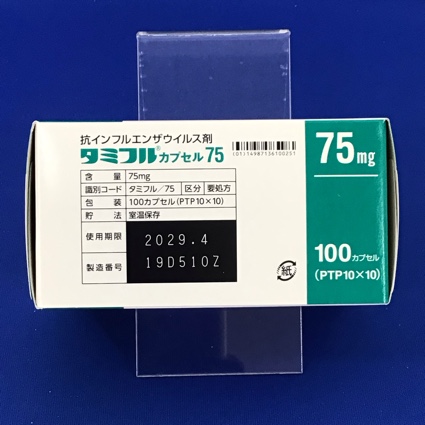 抗インフルエンザウイルス剤
タミフル®カプセル75
(01)14987136100251
含 量 75mg
識別コード タミフル/75 区分 要処方
包 装 100カプセル(PTP10×10)
貯 法 室温保存
使用期限 2029.4
製造番号 19D510Z
紙
75mg
100カプセル
(PTP10×10)